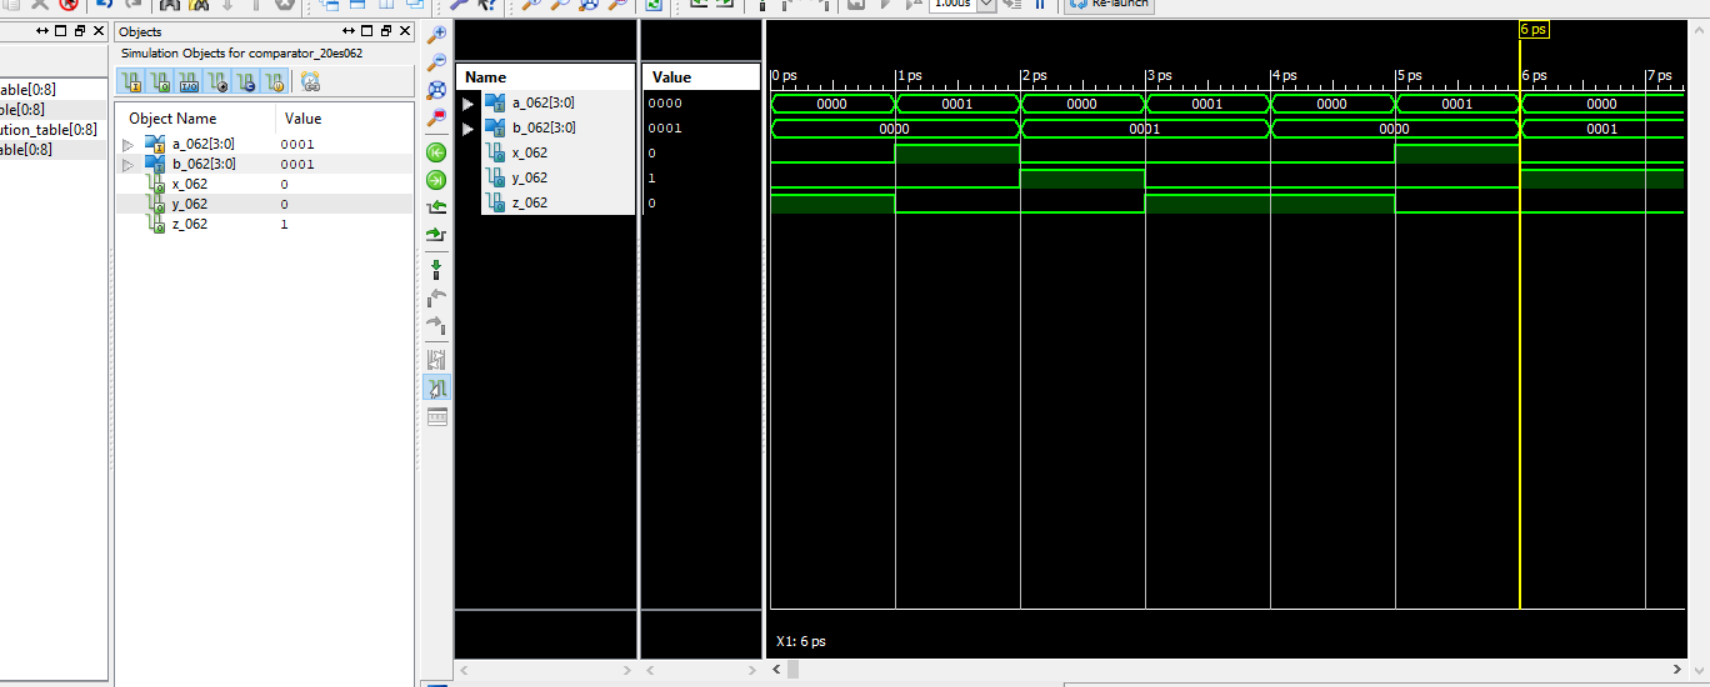 1.00us Re-launch
able[0:8]
ble[0:8]
ution_table[0:8]
able[0:8]
Objects
Simulation Objects for comparator_20es062
Object Name Value
a_062[3:0] 0001
b_062[3:0] 0001
x_062 0
y_062 0
z_062 1
Name Value
a_062[3:0] 0000
b_062[3:0] 0001
x_062 0
y_062 1
z_062 0
6 ps
0 ps 1 ps 2 ps 3 ps 4 ps 5 ps 6 ps 7 ps
0000 0001 0000 0001 0000 0001 0000
0000 0001 0000 0001
X1: 6 ps